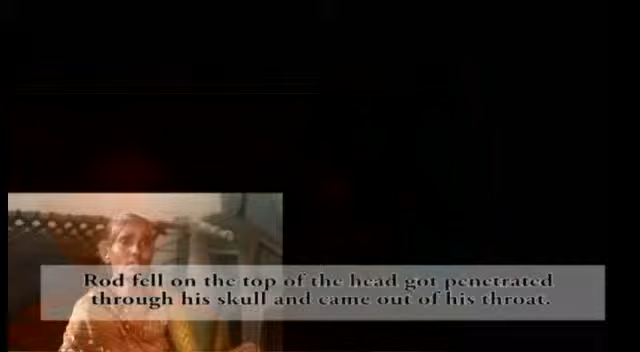 Rod fell on the top of the head got penetrated
through his skull and came out of his throat.